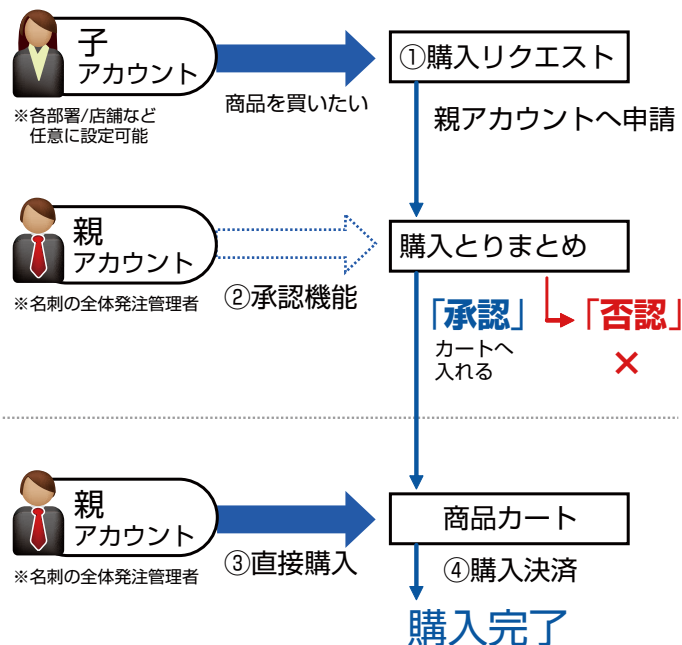 子
アカウント
※各部署/店舗など
任意に設定可能
商品を買いたい
①購入リクエスト
親アカウントへ申請
親
アカウント
※名刺の全体発注管理者
②承認機能
購入とりまとめ
「承認」
カートへ
入れる
「否認」
×
親
アカウント
※名刺の全体発注管理者
③直接購入
商品カート
④購入決済
購入完了